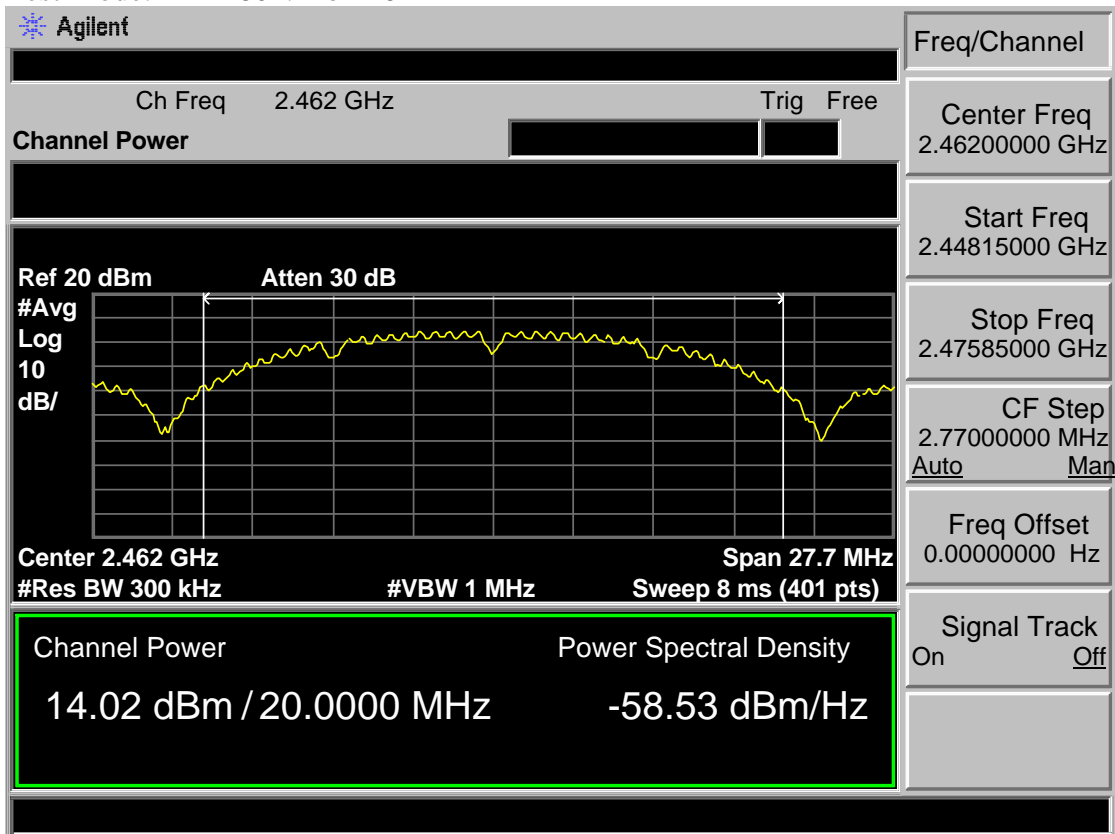 Agilent
Freq/Channel
Ch Freq 2.462 GHz Trig Free
Channel Power
Center Freq
2.46200000 GHz
Start Freq
2.44815000 GHz
Stop Freq
2.47585000 GHz
CF Step
2.77000000 MHz
Auto Man
Freq Offset
0.00000000 Hz
Signal Track
On Off
Ref 20 dBm Atten 30 dB
#Avg
Log
10
dB/
Center 2.462 GHz Span 27.7 MHz
#Res BW 300 kHz #VBW 1 MHz Sweep 8 ms (401 pts)
Channel Power Power Spectral Density
14.02 dBm / 20.0000 MHz -58.53 dBm/Hz